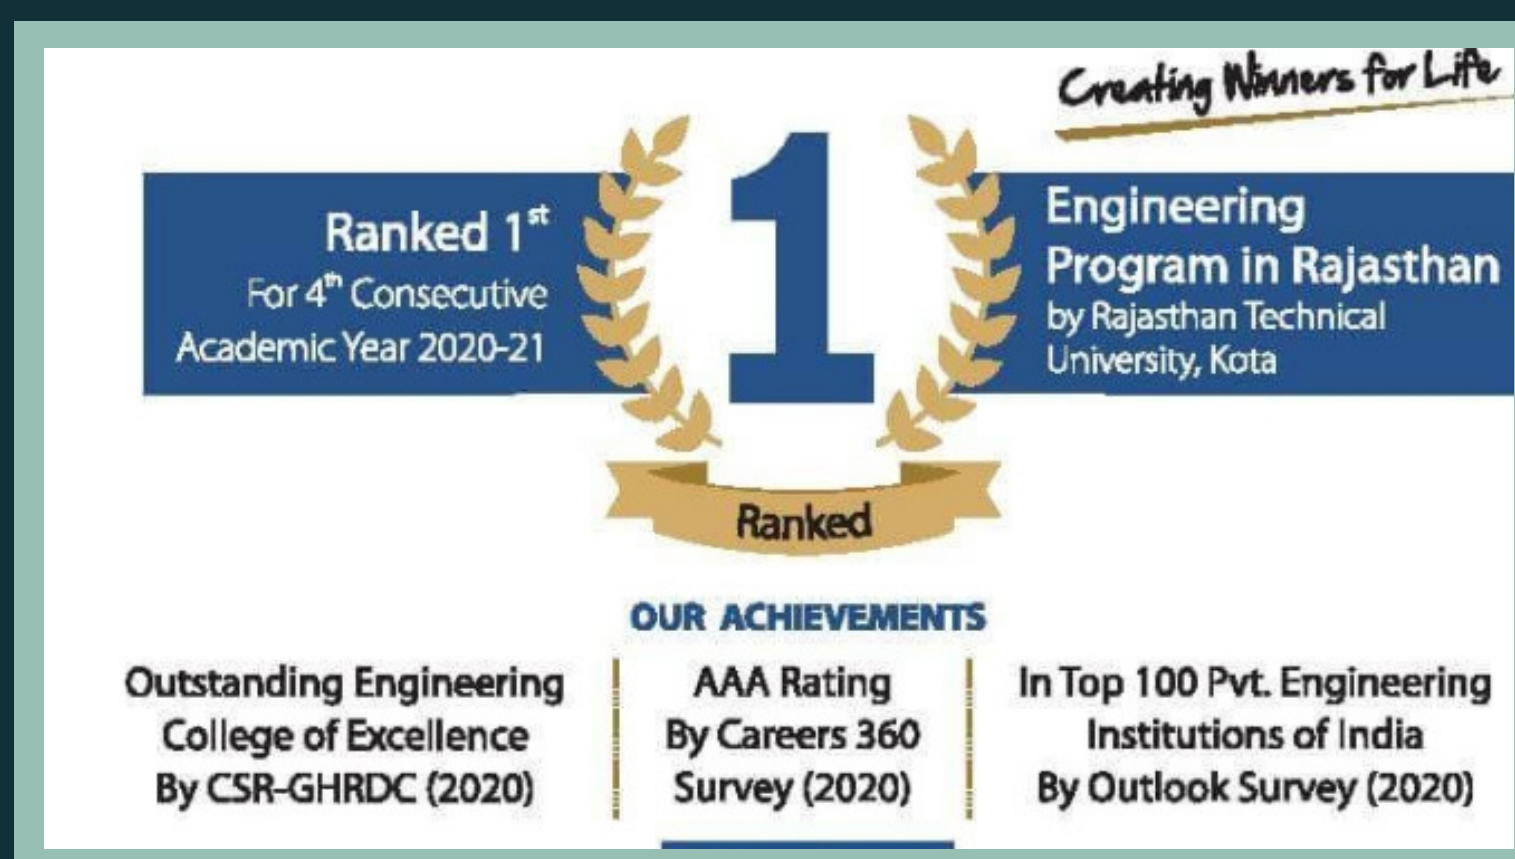 Creating Winners for Life
Ranked 1st
For 4th Consecutive
Academic Year 2020-21
1
Engineering
Program in Rajasthan
by Rajasthan Technical
University, Kota
Ranked
OUR ACHIEVEMENTS
Outstanding Engineering
College of Excellence
By CSR-GHRDC (2020)
AAA Rating
By Careers 360
Survey (2020)
In Top 100 Pvt. Engineering
Institutions of India
By Outlook Survey (2020)